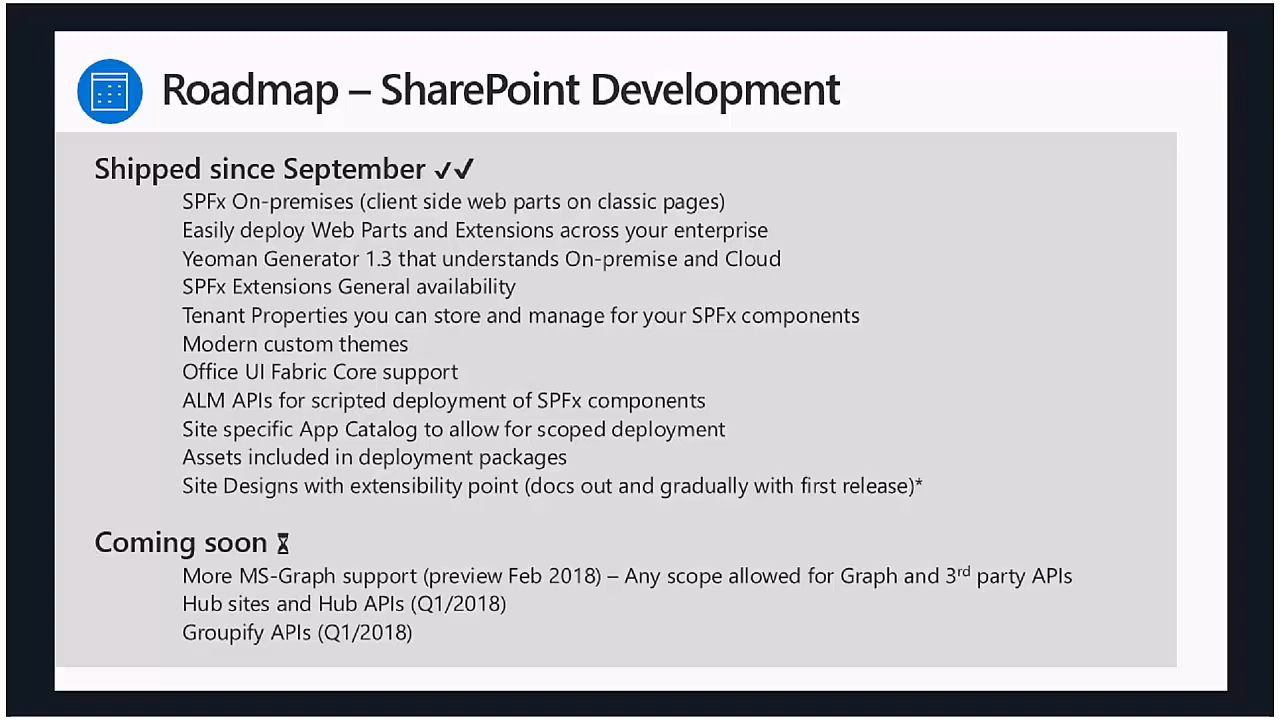 Roadmap – SharePoint Development
Shipped since September ✓✔
SPFx On-premises (client side web parts on classic pages)
Easily deploy Web Parts and Extensions across your enterprise
Yeoman Generator 1.3 that understands On-premise and Cloud
SPFx Extensions General availability
Tenant Properties you can store and manage for your SPFx components
Modern custom themes
Office UI Fabric Core support
ALM APIs for scripted deployment of SPFx components
Site specific App Catalog to allow for scoped deployment
Assets included in deployment packages
Site Designs with extensibility point (docs out and gradually with first release)*
Coming soon ⏳
More MS-Graph support (preview Feb 2018) – Any scope allowed for Graph and 3rd party APIs
Hub sites and Hub APIs (Q1/2018)
Groupify APIs (Q1/2018)